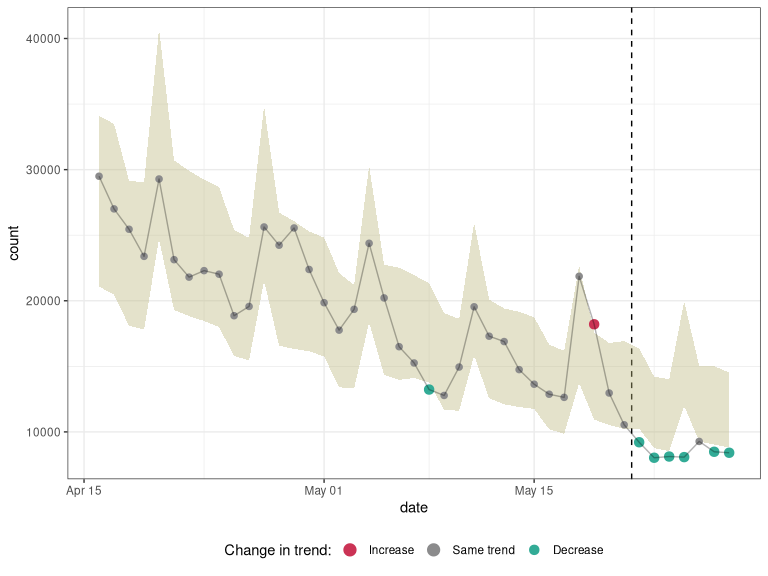 40000
30000
20000
10000
count
Apr 15
May 01
May 15
date
Change in trend: Increase Same trend Decrease